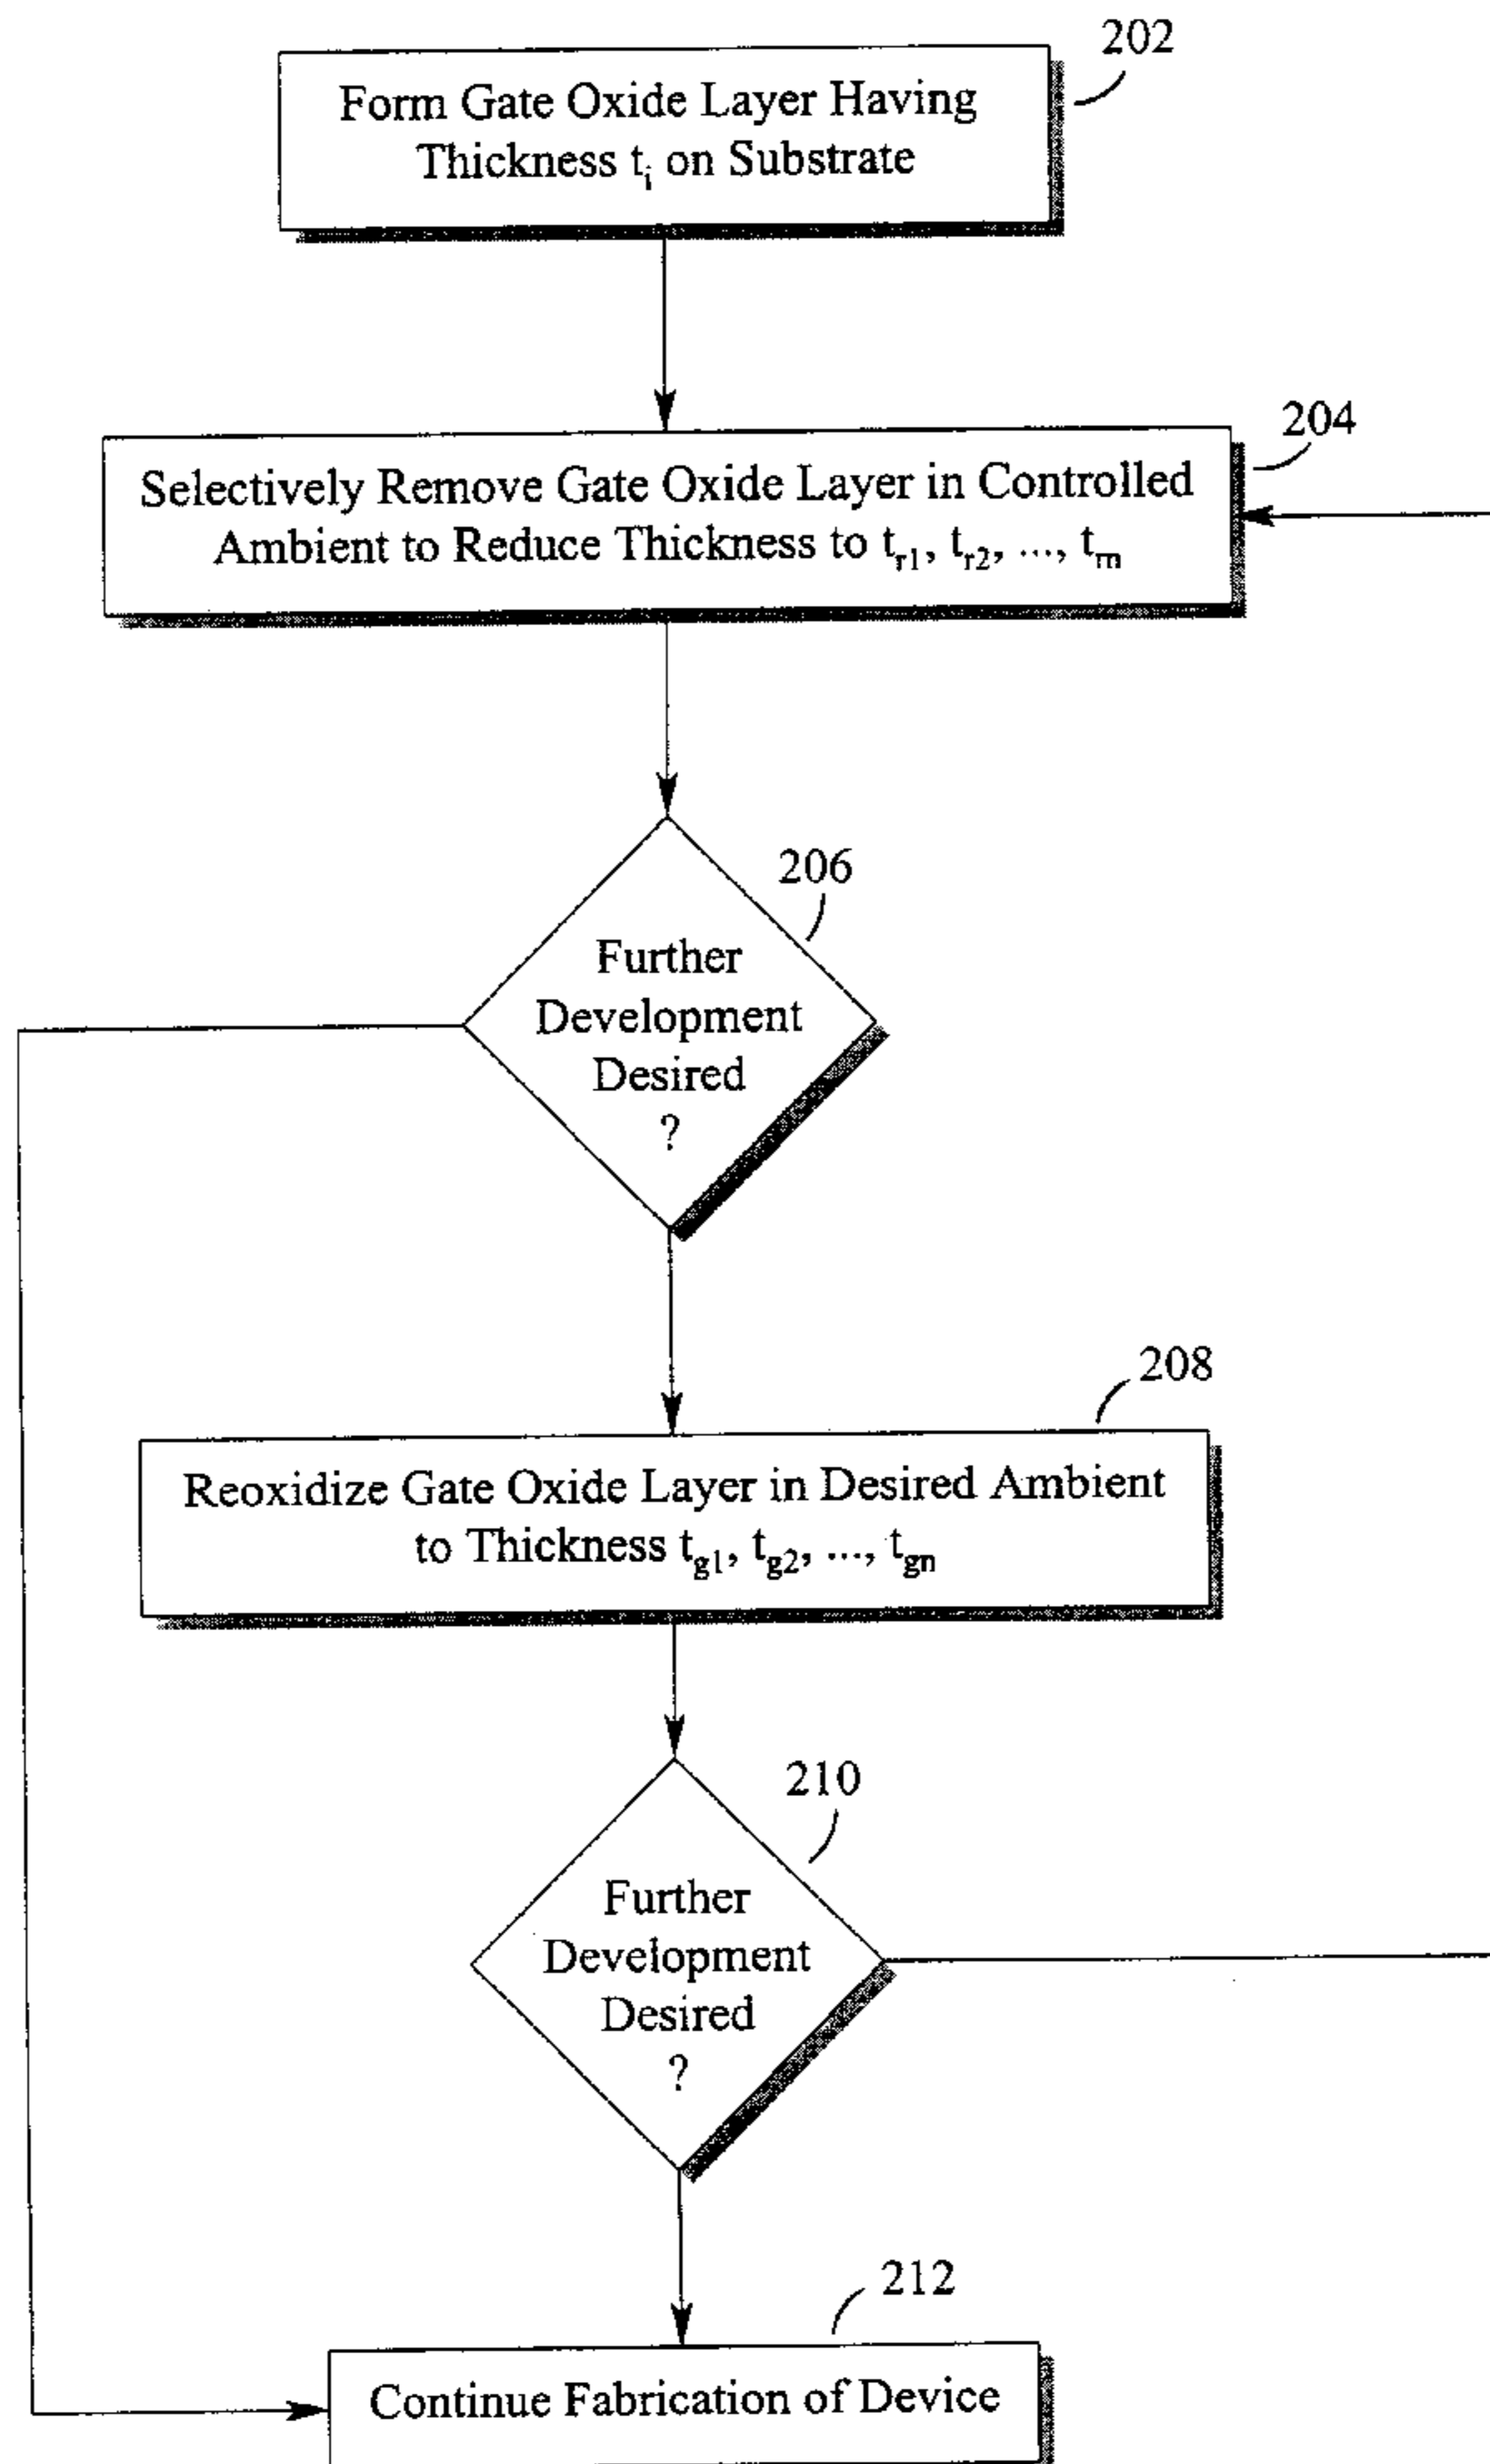 202
Form Gate Oxide Layer Having
Thickness tᵢ on Substrate
204
Selectively Remove Gate Oxide Layer in Controlled
Ambient to Reduce Thickness to t_r1, t_r2, ..., t_rn
206
Further
Development
Desired
?
208
Reoxidize Gate Oxide Layer in Desired Ambient
to Thickness t_g1, t_g2, ..., t_gn
210
Further
Development
Desired
?
212
Continue Fabrication of Device